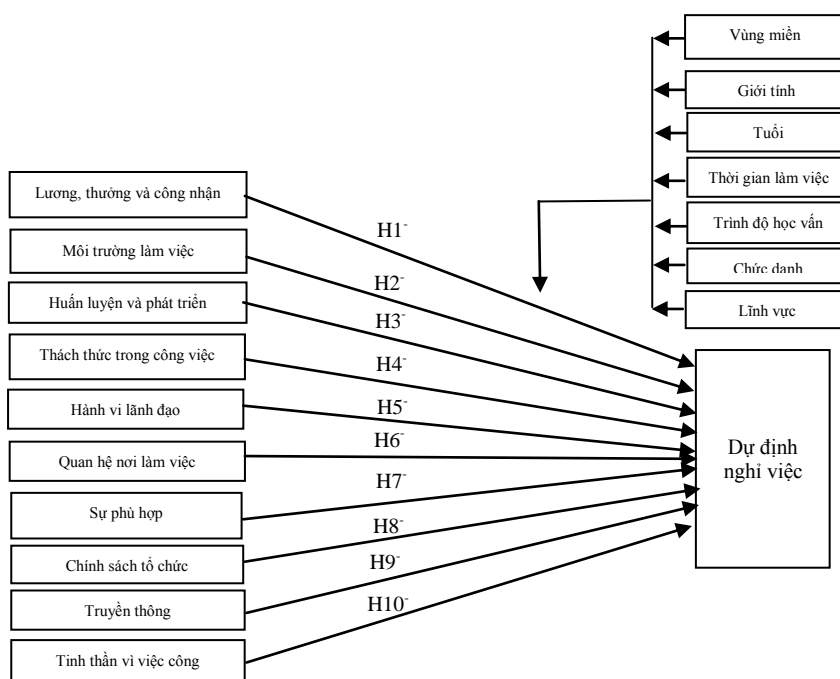 Vùng miền
Giới tính
Tuổi
Thời gian làm việc
Trình độ học vấn
Chức danh
Lĩnh vực
Lương, thưởng và công nhận
Môi trường làm việc
Huấn luyện và phát triển
Thách thức trong công việc
Hành vi lãnh đạo
Quan hệ nơi làm việc
Sự phù hợp
Chính sách tổ chức
Truyền thông
Tinh thần vì việc công
H1⁻
H2⁻
H3⁻
H4⁻
H5⁻
H6⁻
H7⁻
H8⁻
H9⁻
H10⁻
Dự định
nghỉ việc